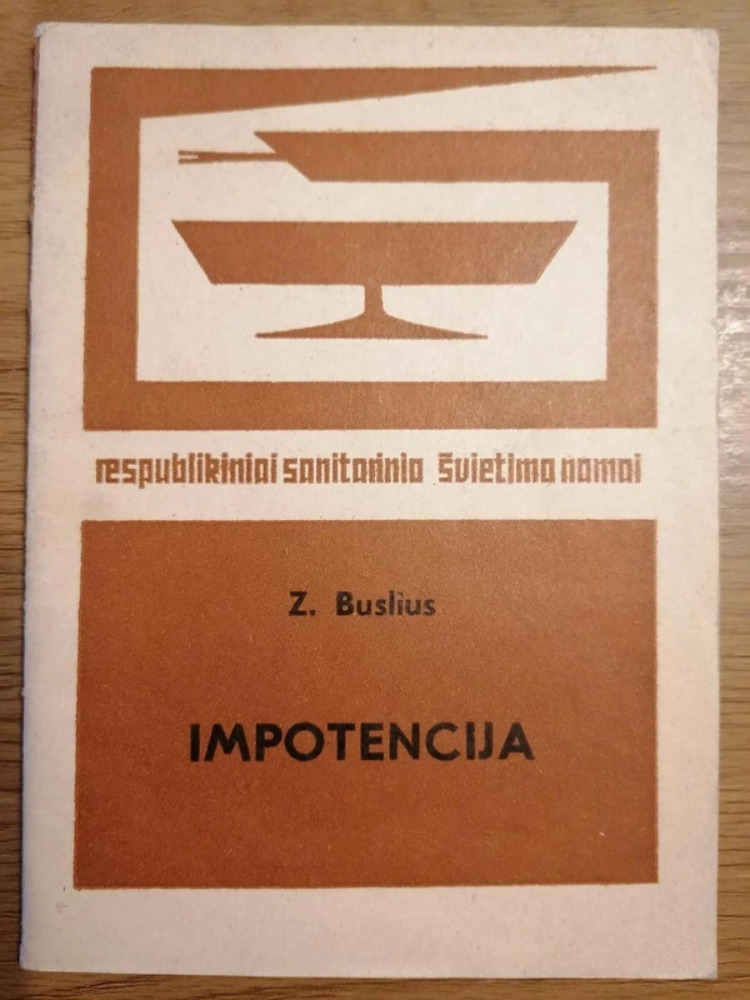 respublikiniai sanitarinio švietimo namai
Z. Buslius
IMPOTENCIJA